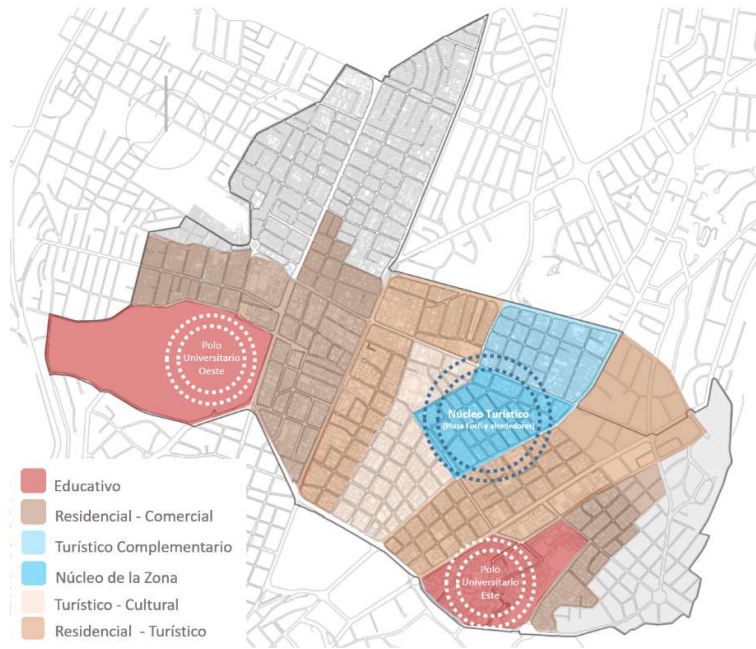 Polo
Universitario
Oeste
Núcleo Turístico
(Plaza Foch y alrededores)
Polo
Universitario
Este
Educativo
Residencial - Comercial
Turístico Complementario
Núcleo de la Zona
Turístico - Cultural
Residencial - Turístico